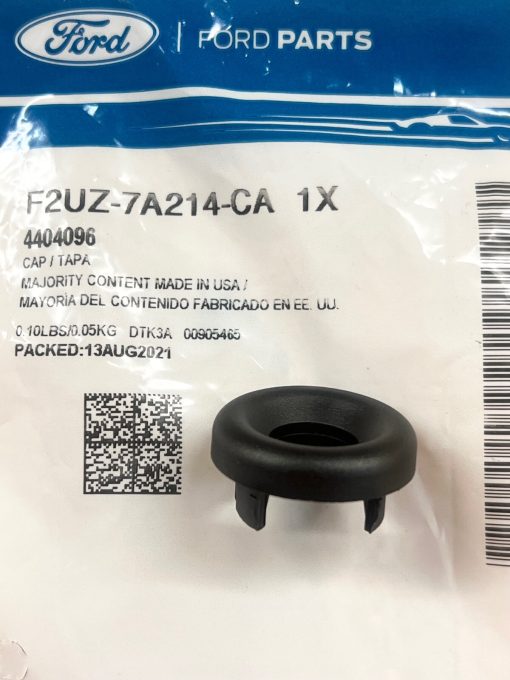 Ford | FORD PARTS
F2UZ-7A214-CA 1X
4404096
CAP / TAPA
MAJORITY CONTENT MADE IN USA /
MAYORÍA DEL CONTENIDO FABRICADO EN EE. UU.
0.10LBS/0.05KG DTK3A 00905465
PACKED:13AUG2021